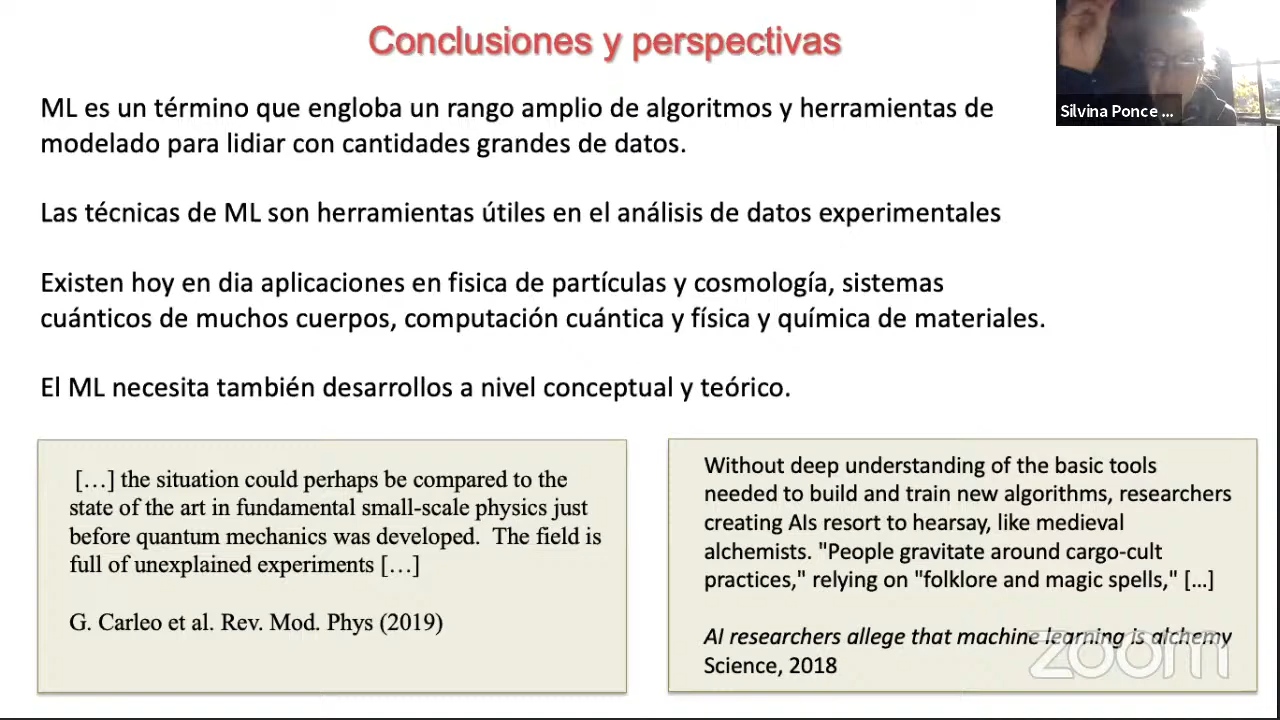 Conclusiones y perspectivas
Silvina Ponce ...
ML es un término que engloba un rango amplio de algoritmos y herramientas de
modelado para lidiar con cantidades grandes de datos.
Las técnicas de ML son herramientas útiles en el análisis de datos experimentales
Existen hoy en dia aplicaciones en fisica de partículas y cosmología, sistemas
cuánticos de muchos cuerpos, computación cuántica y física y química de materiales.
El ML necesita también desarrollos a nivel conceptual y teórico.
[…] the situation could perhaps be compared to the
state of the art in fundamental small-scale physics just
before quantum mechanics was developed. The field is
full of unexplained experiments […]
G. Carleo et al. Rev. Mod. Phys (2019)
Without deep understanding of the basic tools
needed to build and train new algorithms, researchers
creating AIs resort to hearsay, like medieval
alchemists. "People gravitate around cargo-cult
practices," relying on "folklore and magic spells," […]
AI researchers allege that machine learning is alchemy
Science, 2018
zoom